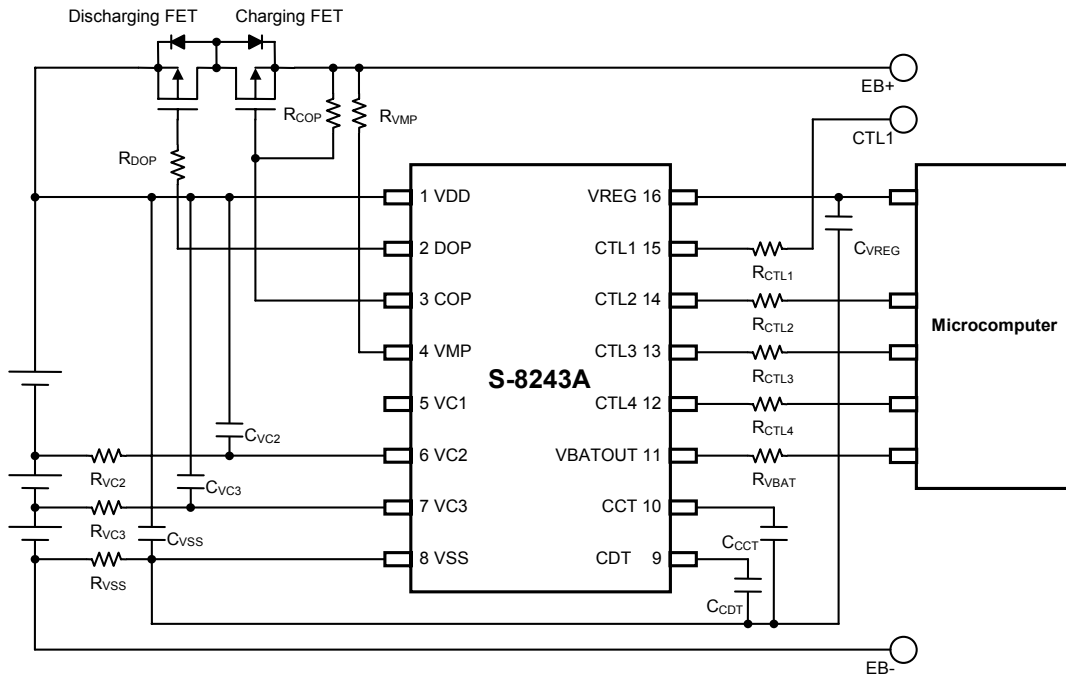 Discharging FET
Charging FET
EB+
CTL1
RCOP
RVMP
RDOP
1 VDD
VREG 16
2 DOP
CTL1 15
RCTL1
CVREG
3 COP
CTL2 14
RCTL2
Microcomputer
4 VMP
CTL3 13
RCTL3
S-8243A
5 VC1
CTL4 12
RCTL4
CVC2
6 VC2
VBATOUT 11
RVC2
RVBAT
CVC3
7 VC3
CCT 10
RVC3
CVSS
CCCT
8 VSS
CDT 9
RVSS
CCDT
EB-